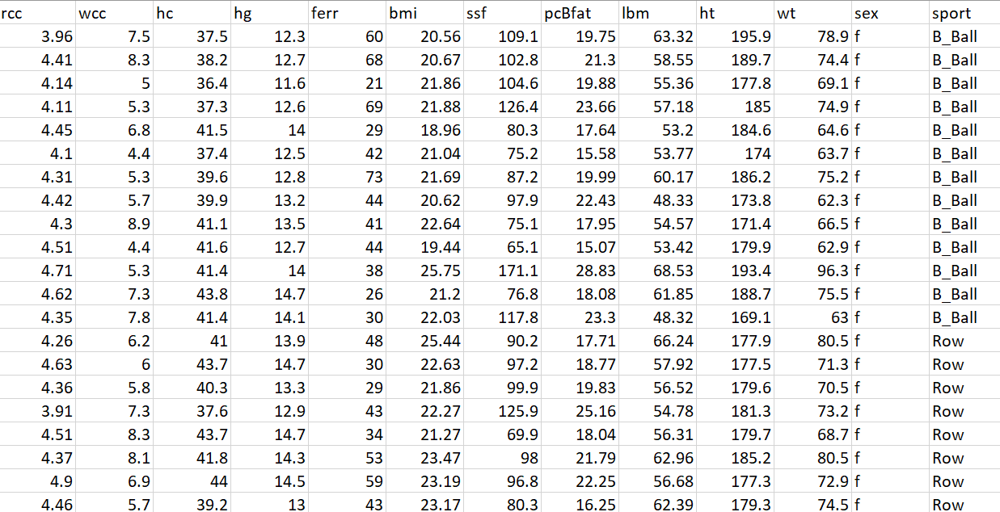 rcc wcc hc hg ferr bmi ssf pcBfat lbm ht wt sex sport
3.96 7.5 37.5 12.3 60 20.56 109.1 19.75 63.32 195.9 78.9 f B_Ball
4.41 8.3 38.2 12.7 68 20.67 102.8 21.3 58.55 189.7 74.4 f B_Ball
4.14 5 36.4 11.6 21 21.86 104.6 19.88 55.36 177.8 69.1 f B_Ball
4.11 5.3 37.3 12.6 69 21.88 126.4 23.66 57.18 185 74.9 f B_Ball
4.45 6.8 41.5 14 29 18.96 80.3 17.64 53.2 184.6 64.6 f B_Ball
4.1 4.4 37.4 12.5 42 21.04 75.2 15.58 53.77 174 63.7 f B_Ball
4.31 5.3 39.6 12.8 73 21.69 87.2 19.99 60.17 186.2 75.2 f B_Ball
4.42 5.7 39.9 13.2 44 20.62 97.9 22.43 48.33 173.8 62.3 f B_Ball
4.3 8.9 41.1 13.5 41 22.64 75.1 17.95 54.57 171.4 66.5 f B_Ball
4.51 4.4 41.6 12.7 44 19.44 65.1 15.07 53.42 179.9 62.9 f B_Ball
4.71 5.3 41.4 14 38 25.75 171.1 28.83 68.53 193.4 96.3 f B_Ball
4.62 7.3 43.8 14.7 26 21.2 76.8 18.08 61.85 188.7 75.5 f B_Ball
4.35 7.8 41.4 14.1 30 22.03 117.8 23.3 48.32 169.1 63 f B_Ball
4.26 6.2 41 13.9 48 25.44 90.2 17.71 66.24 177.9 80.5 f Row
4.63 6 43.7 14.7 30 22.63 97.2 18.77 57.92 177.5 71.3 f Row
4.36 5.8 40.3 13.3 29 21.86 99.9 19.83 56.52 179.6 70.5 f Row
3.91 7.3 37.6 12.9 43 22.27 125.9 25.16 54.78 181.3 73.2 f Row
4.51 8.3 43.7 14.7 34 21.27 69.9 18.04 56.31 179.7 68.7 f Row
4.37 8.1 41.8 14.3 53 23.47 98 21.79 62.96 185.2 80.5 f Row
4.9 6.9 44 14.5 59 23.19 96.8 22.25 56.68 177.3 72.9 f Row
4.46 5.7 39.2 13 43 23.17 80.3 16.25 62.39 179.3 74.5 f Row